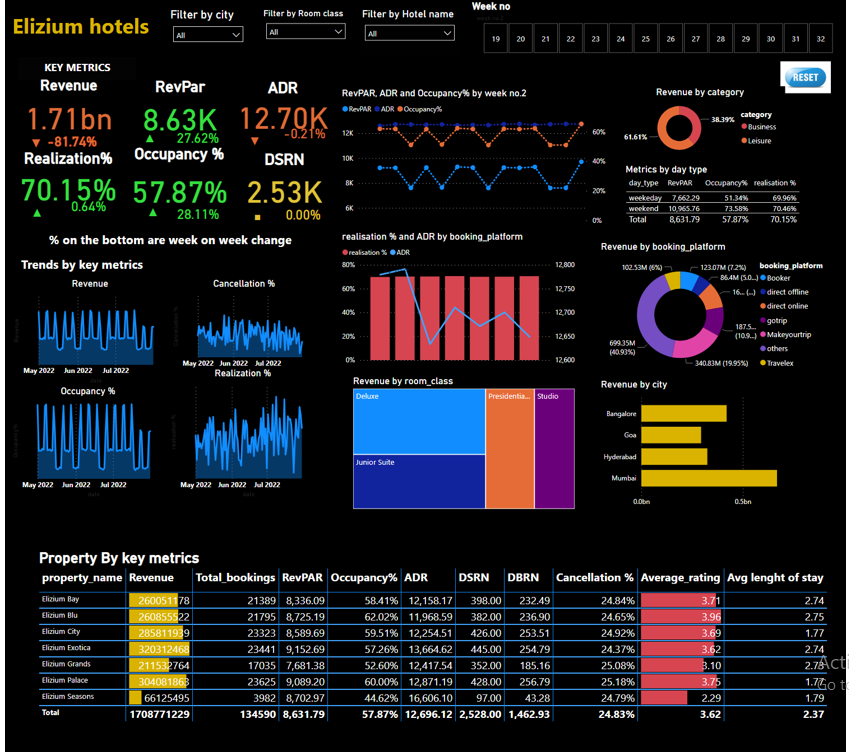 Elizium hotels
Filter by city
All
Filter by Room class
All
Filter by Hotel name
All
Week no
19 20 21 22 23 24 25 26 27 28 29 30 31 32
RESET
KEY METRICS
Revenue
1.71bn
-81.74%
RevPar
8.63K
27.62%
ADR
12.70K
-0.21%
Realization%
70.15%
0.64%
Occupancy %
57.87%
28.11%
DSRN
2.53K
0.00%
% on the bottom are week on week change
RevPAR, ADR and Occupancy% by week no.2
RevPAR ADR Occupancy%
12K
10K
8K
6K
60%
40%
20%
0%
Revenue by category
38.39%
61.61%
category
Business
Leisure
Metrics by day type
day_type RevPAR Occupancy% realisation %
weekeday 7,662.29 51.34% 69.96%
weekend 10,965.76 73.58% 70.46%
Total 8,631.79 57.87% 70.15%
Trends by key metrics
Revenue
Revenue
May 2022 Jun 2022 Jul 2022
date
Cancellation %
Cancellation %
May 2022 Jun 2022 Jul 2022
Occupancy %
Occupancy %
May 2022 Jun 2022 Jul 2022
date
Realization %
realisation %
May 2022 Jun 2022 Jul 2022
date
realisation % and ADR by booking_platform
realisation % ADR
80%
60%
40%
20%
0%
12,800
12,750
12,700
12,650
12,600
Revenue by booking_platform
102.53M (6%)
123.07M (7.2%)
86.4M (5.0...)
16... (...)
187.5...
(10.9...)
340.83M (19.95%)
699.35M
(40.93%)
booking_platform
Booker
direct offline
direct online
gotrip
Makeyourtrip
others
Travelex
Revenue by room_class
Deluxe
Junior Suite
Presidentia...
Studio
Revenue by city
Bangalore
Goa
Hyderabad
Mumbai
0.0bn 0.5bn
Property By key metrics
property_name Revenue Total_bookings RevPAR Occupancy% ADR DSRN DBRN Cancellation % Average_rating Avg lenght of stay
Elizium Bay 260051178 21389 8,336.09 58.41% 12,158.17 398.00 232.49 24.84% 3.71 2.74
Elizium Blu 260855522 21795 8,725.19 62.02% 11,968.59 382.00 236.90 24.65% 3.96 2.75
Elizium City 285811939 23323 8,589.69 59.51% 12,254.51 426.00 253.51 24.92% 3.69 1.77
Elizium Exotica 320312468 23441 9,152.69 57.26% 13,664.62 445.00 254.79 24.37% 3.62 2.74
Elizium Grands 211532764 17035 7,681.38 52.60% 12,417.54 352.00 185.16 25.08% 3.10 2.75
Elizium Palace 304081863 23625 9,089.20 60.00% 12,871.19 428.00 256.79 25.18% 3.75 1.77
Elizium Seasons 66125495 3982 8,702.97 44.62% 16,606.10 97.00 43.28 24.79% 2.29 1.79
Total 1708771229 134590 8,631.79 57.87% 12,696.12 2,528.00 1,462.93 24.83% 3.62 2.37
Acti
Go to